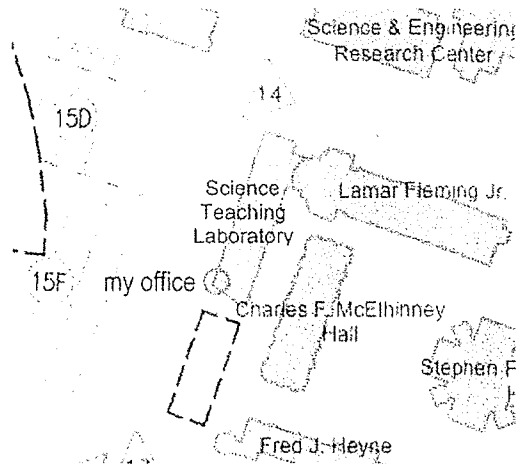 Science & Engineering
Research Center
14
15D
Science
Teaching
Laboratory
Lamar Fleming Jr.
15F
my office
Charles F. McElhinney
Hall
Stephen F
H
Fred J. Heyne